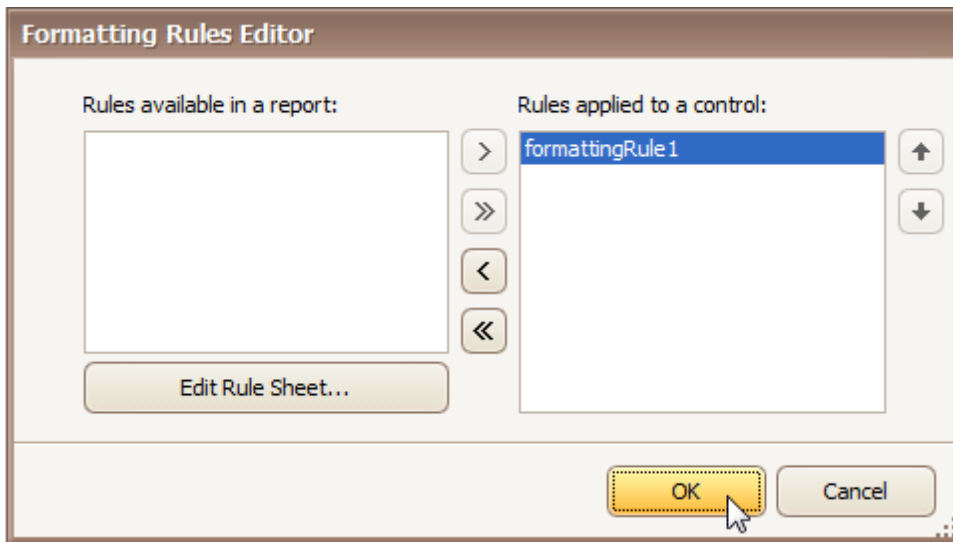 Formatting Rules Editor
Rules available in a report:
Rules applied to a control:
formattingRule1
Edit Rule Sheet...
OK
Cancel